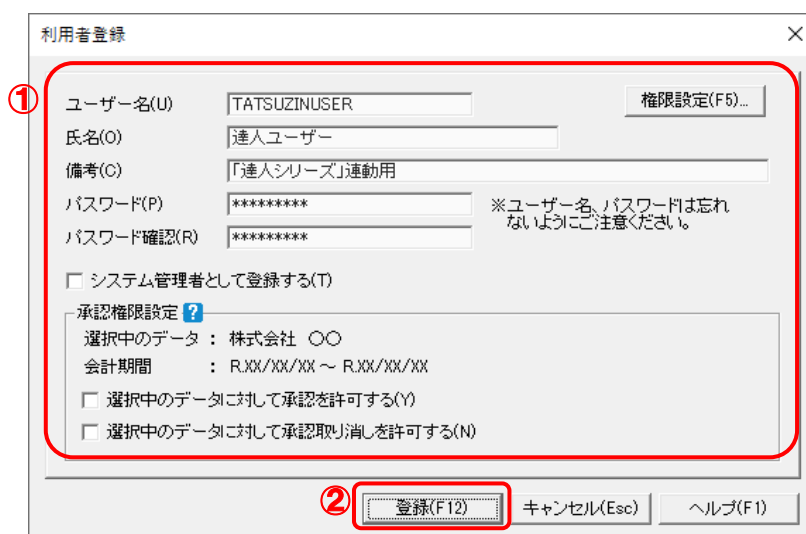 利用者登録
①
ユーザー名(U) TATSUZINUSER 権限設定(F5)...
氏名(O) 達人ユーザー
備考(C) 「達人シリーズ」連動用
パスワード(P) *********
パスワード確認(R) *********
※ユーザー名、パスワードは忘れ
ないようにご注意ください。
システム管理者として登録する(T)
承認権限設定 ?
選択中のデータ : 株式会社 〇〇
会計期間 : R.XX/XX/XX ~ R.XX/XX/XX
選択中のデータに対して承認を許可する(Y)
選択中のデータに対して承認取り消しを許可する(N)
② 登録(F12) キャンセル(Esc) ヘルプ(F1)